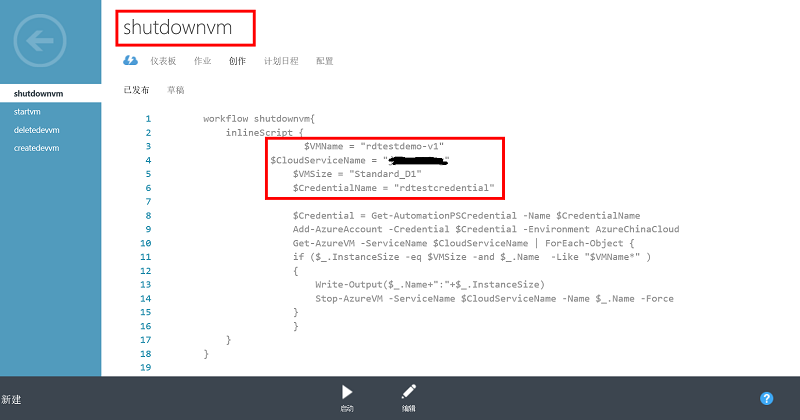 shutdownvm
仪表板 作业 创作 计划日程 配置
shutdownvm
startvm
deletedevvm
createdevvm
已发布 草稿
1 workflow shutdownvm{
2 inlineScript {
3 $VMName = "rdtestdemo-v1"
4 $CloudServiceName = " "
5 $VMSize = "Standard_D1"
6 $CredentialName = "rdtestcredential"
7
8 $Credential = Get-AutomationPSCredential -Name $CredentialName
9 Add-AzureAccount -Credential $Credential -Environment AzureChinaCloud
10 Get-AzureVM -ServiceName $CloudServiceName | ForEach-Object {
11 if ($_.InstanceSize -eq $VMSize -and $_.Name -Like "$VMName*" )
12 {
13 Write-Output($_.Name+":"+$_.InstanceSize)
14 Stop-AzureVM -ServiceName $CloudServiceName -Name $_.Name -Force
15 }
16 }
17 }
18 }
19
新建
启动
编辑
?